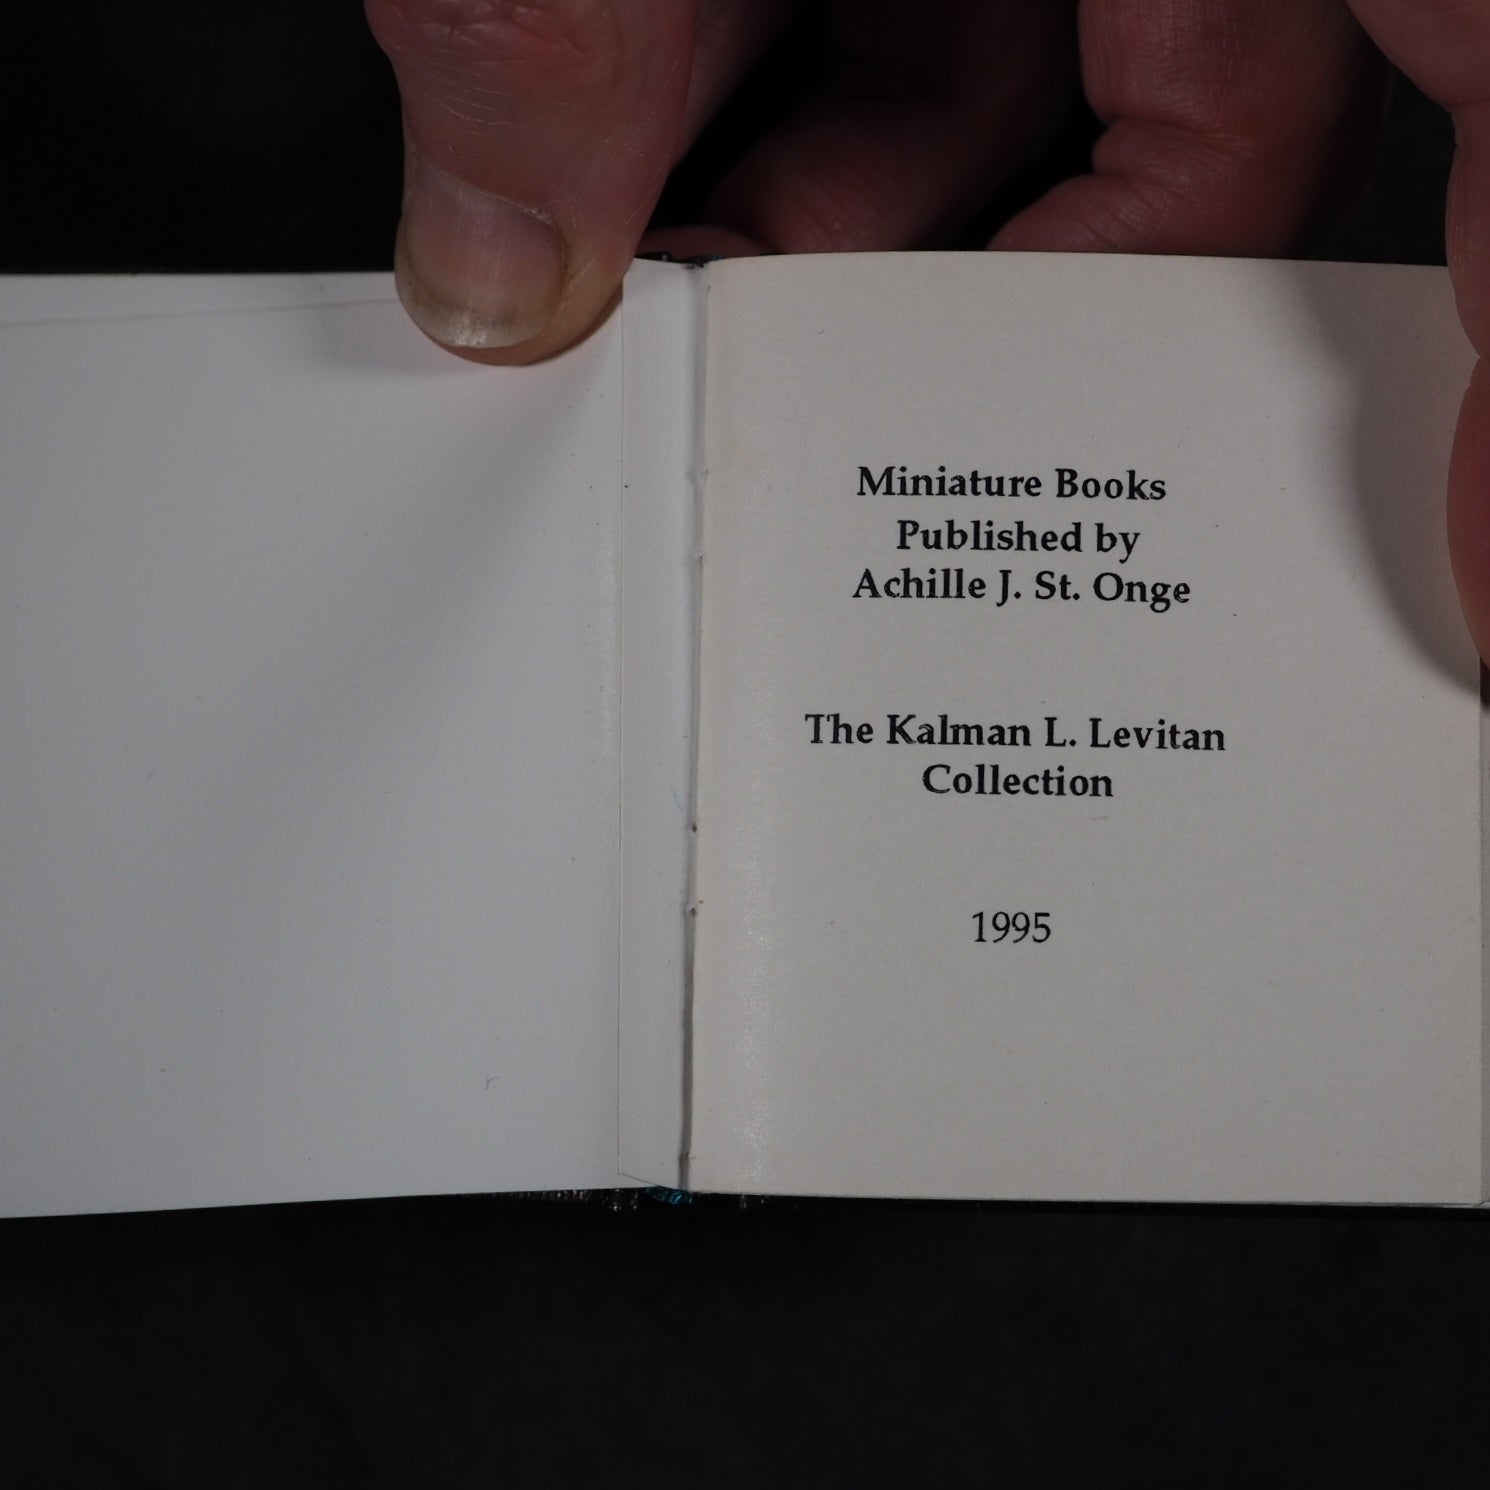 Miniature Books
Published by
Achille J. St. Onge
The Kalman L. Levitan
Collection
1995